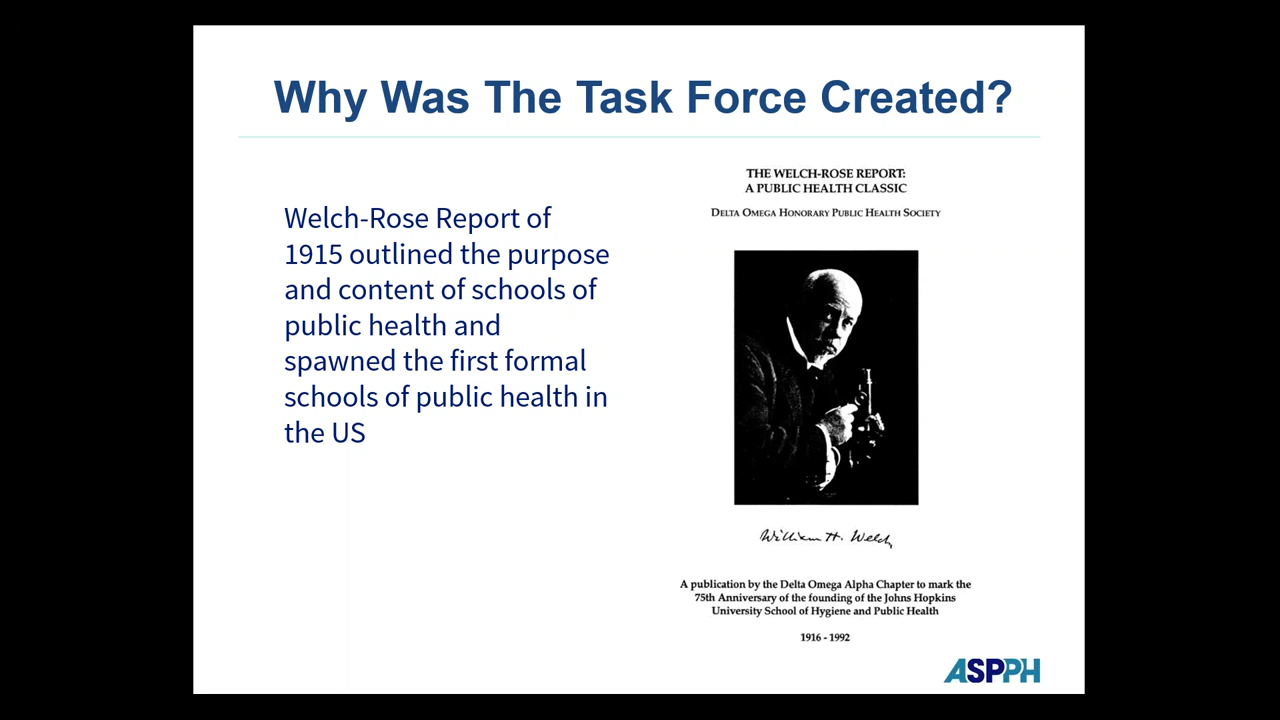 Why Was The Task Force Created?
Welch-Rose Report of
1915 outlined the purpose
and content of schools of
public health and
spawned the first formal
schools of public health in
the US
THE WELCH-ROSE REPORT:
A PUBLIC HEALTH CLASSIC
DELTA OMEGA HONORARY PUBLIC HEALTH SOCIETY
William H. Welch
A publication by the Delta Omega Alpha Chapter to mark the
75th Anniversary of the founding of the Johns Hopkins
University School of Hygiene and Public Health
1916 - 1992
ASPPH